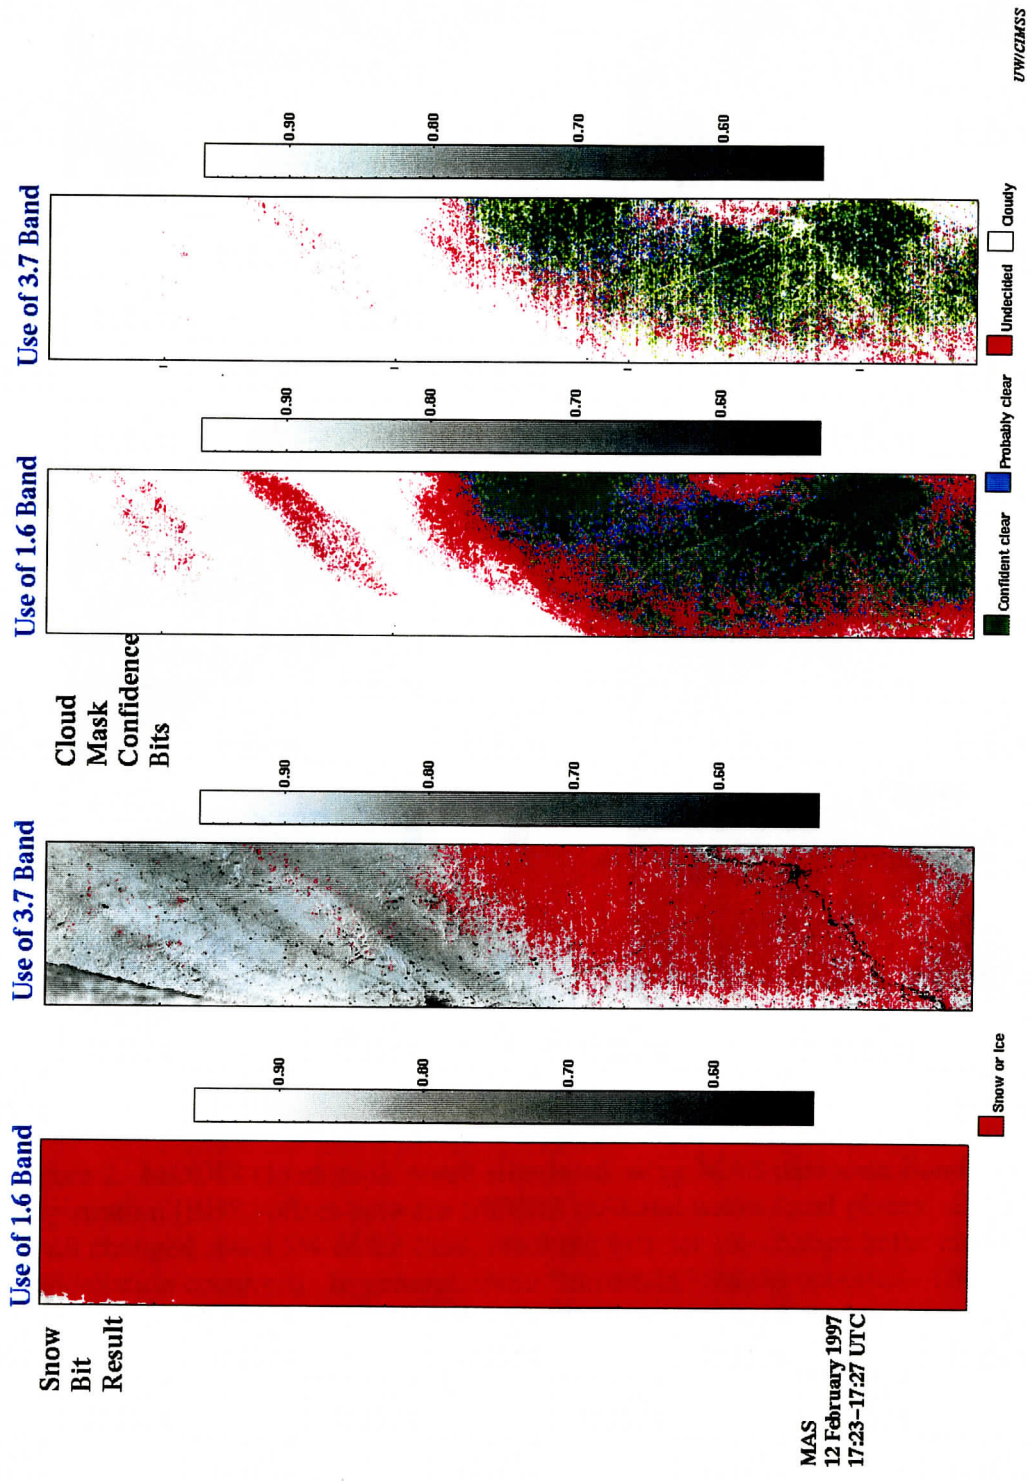 Use of 1.6 Band
Snow
Bit
Result
0.90
0.80
0.70
0.60
Use of 3.7 Band
0.90
0.80
0.70
0.60
Snow or Ice
Use of 1.6 Band
Cloud
Mask
Confidence
Bits
0.90
0.80
0.70
0.60
Use of 3.7 Band
0.90
0.80
0.70
0.60
Confident clear
Probably clear
Undecided
Cloudy
MAS
12 February 1997
17:23–17:27 UTC
UW/CIMSS